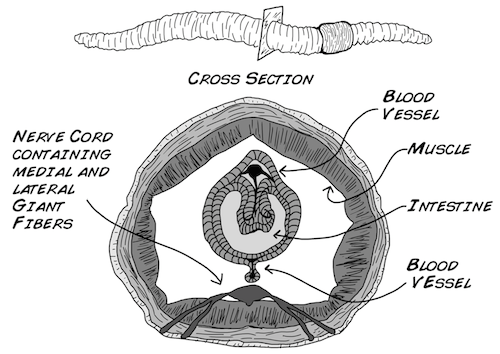 Cross Section
Blood
Vessel
Nerve Cord
containing
medial and
lateral
Giant
Fibers
Muscle
Intestine
Blood
vEssel